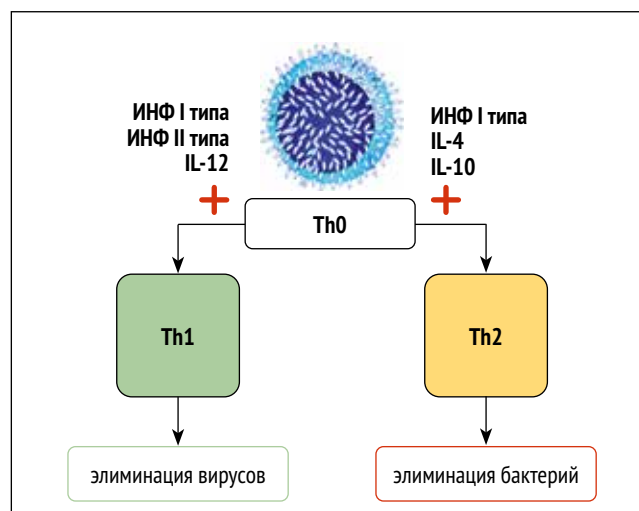 ИНФ I типа
ИНФ II типа
IL-12
ИНФ I типа
IL-4
IL-10
Th0
Th1
Th2
элиминация вирусов
элиминация бактерий